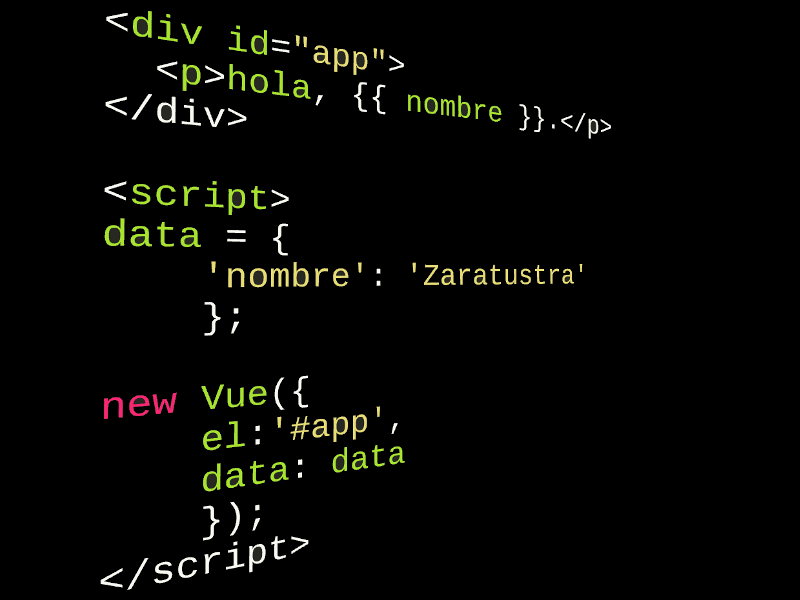 <div id="app">
<p>hola, {{ nombre }}.</p>
</div>
<script>
data = {
'nombre': 'Zaratustra'
};
new Vue({
el:'#app',
data: data
});
</script>